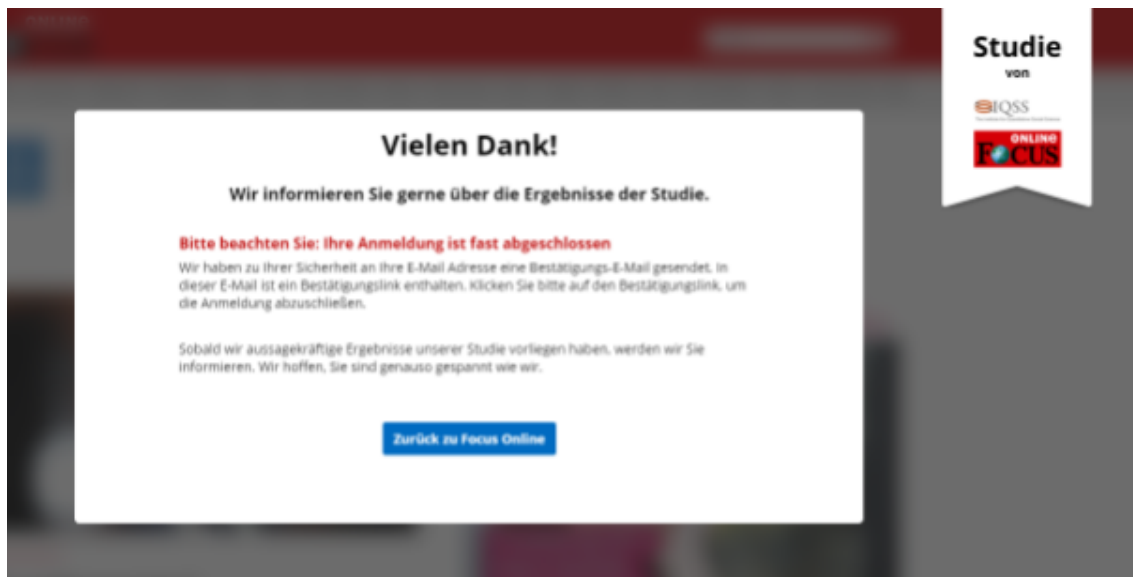 Studie
von
IQSS
ONLINE
FOCUS
Vielen Dank!
Wir informieren Sie gerne über die Ergebnisse der Studie.
Bitte beachten Sie: Ihre Anmeldung ist fast abgeschlossen
Wir haben zu Ihrer Sicherheit an Ihre E-Mail Adresse eine Bestätigungs-E-Mail gesendet. In
dieser E-Mail ist ein Bestätigungslink enthalten. Klicken Sie bitte auf den Bestätigungslink, um
die Anmeldung abzuschließen.
Sobald wir aussagekräftige Ergebnisse unserer Studie vorliegen haben, werden wir Sie
informieren. Wir hoffen, Sie sind genauso gespannt wie wir.
Zurück zu Focus Online